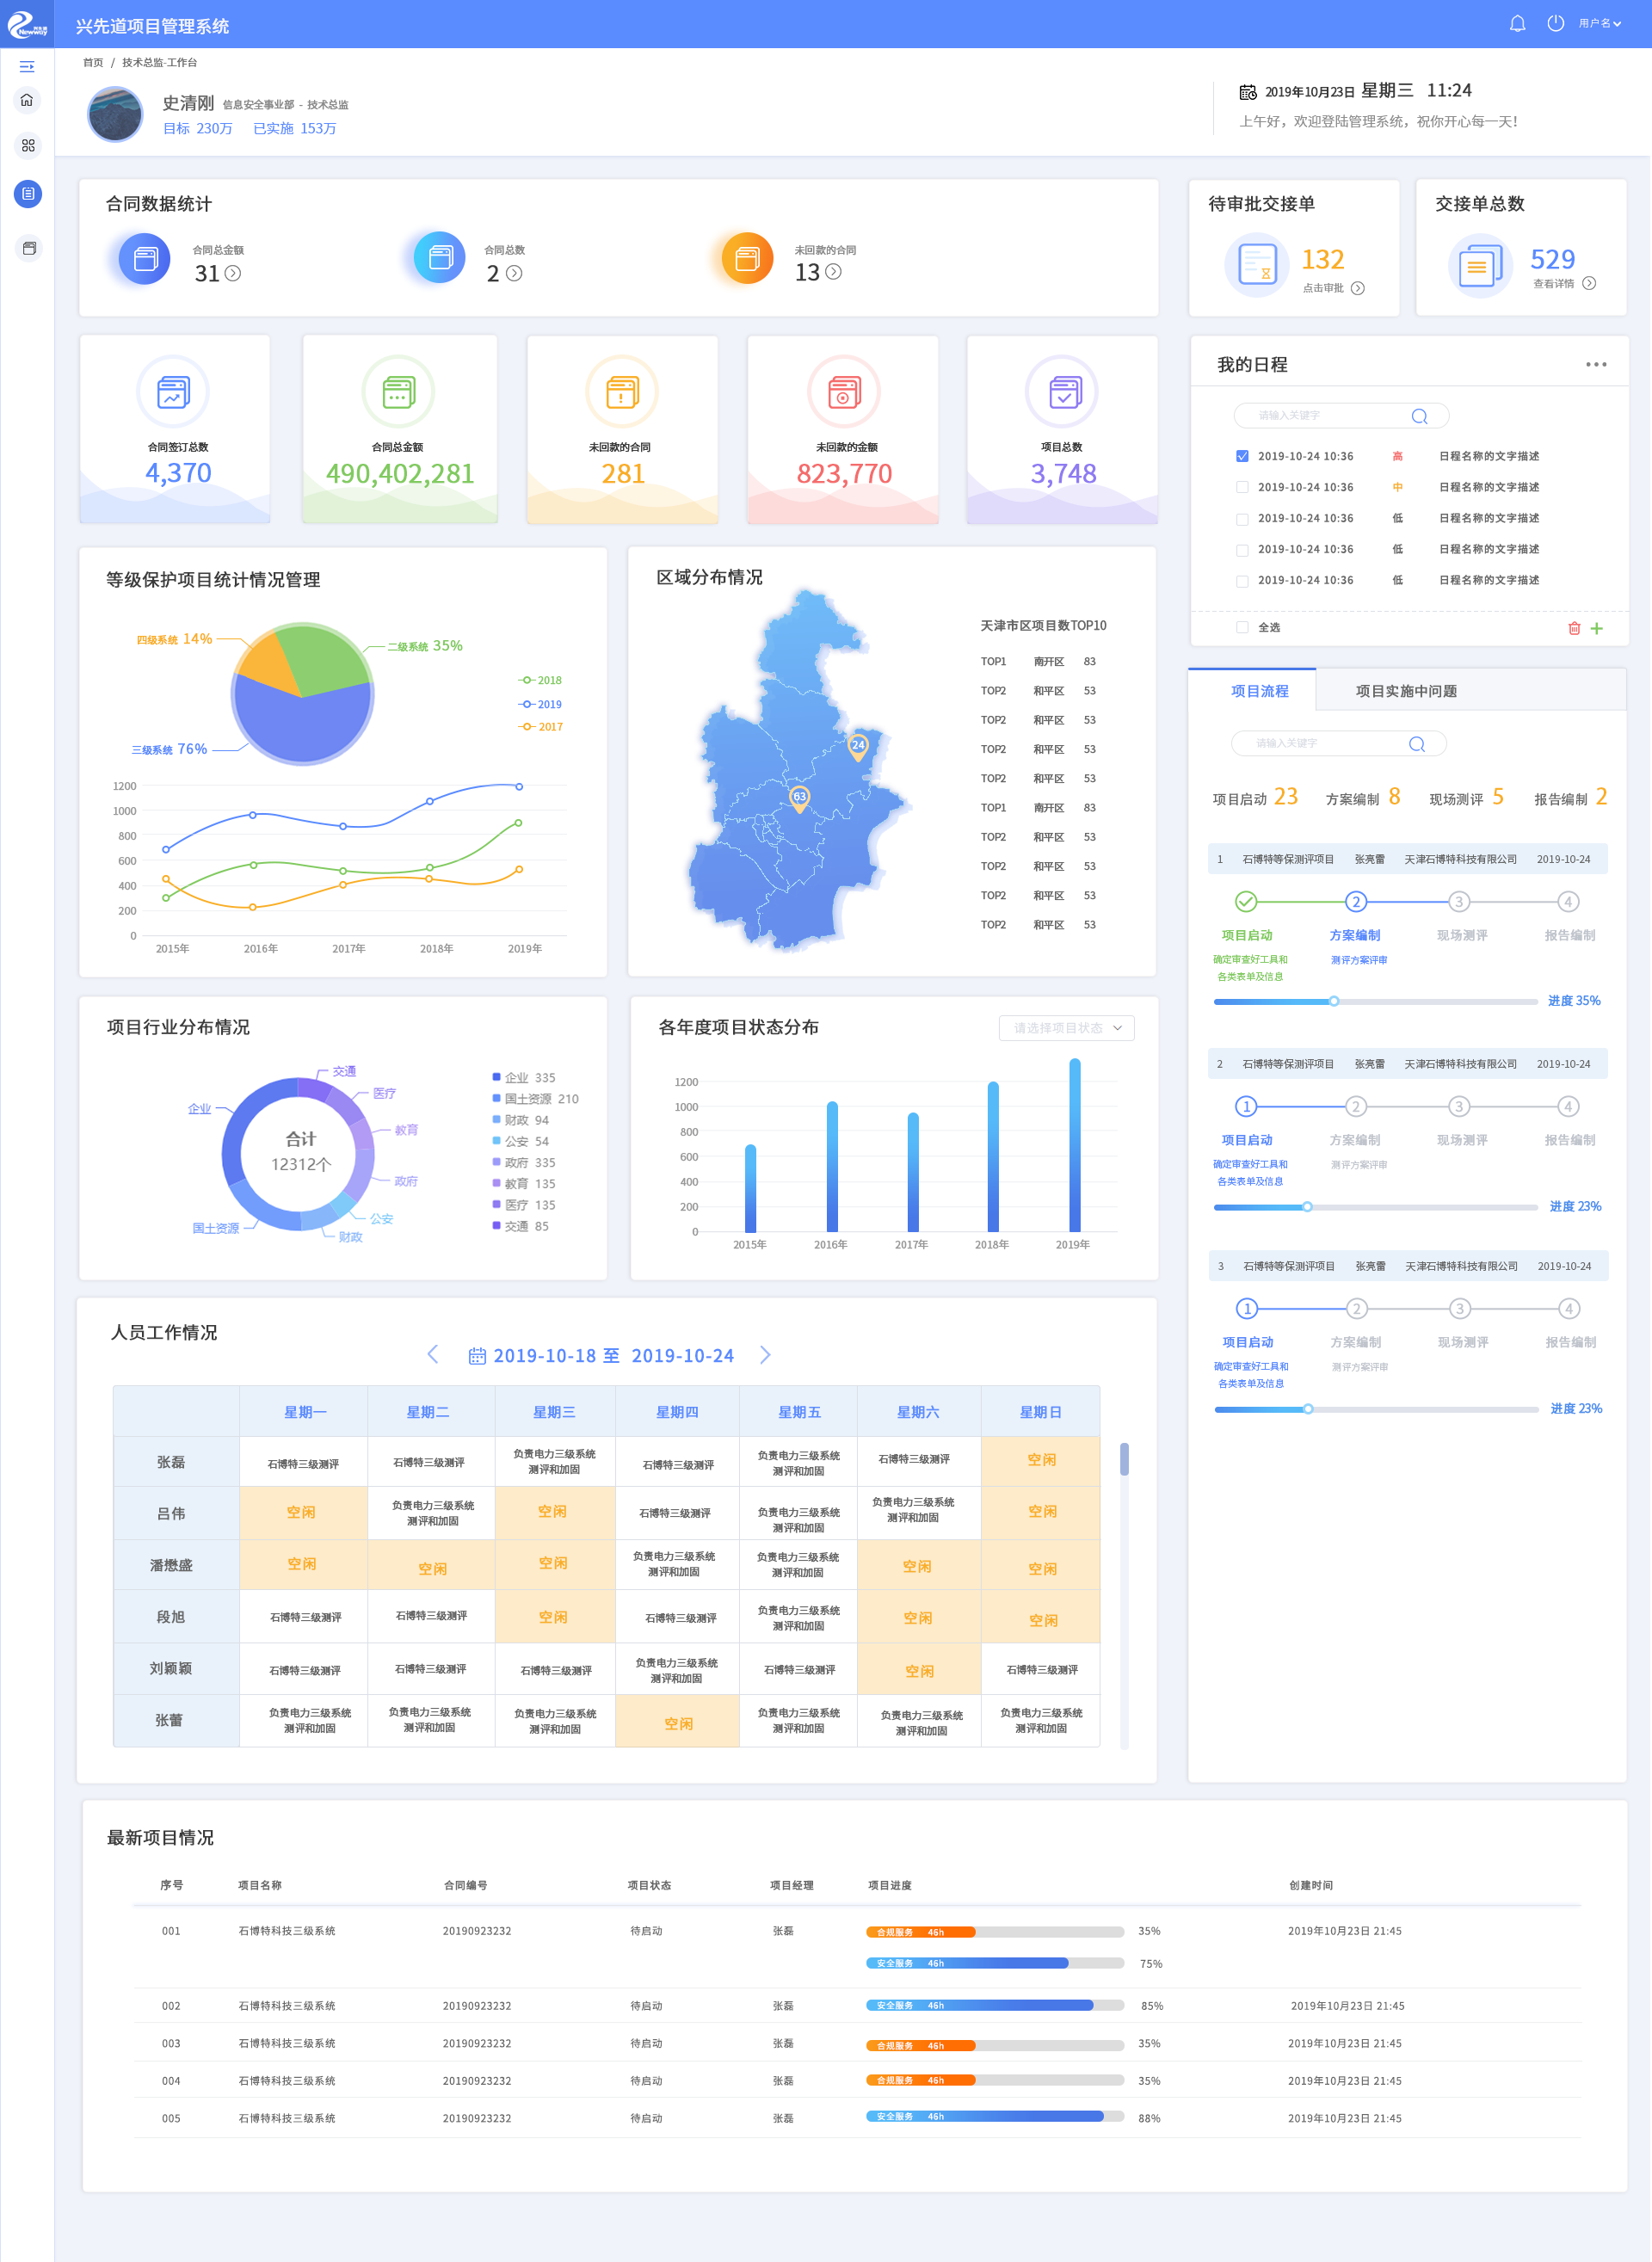 兴先道
Newway
兴先道项目管理系统
用户名
首页 / 技术总监-工作台
史清刚 信息安全事业部 - 技术总监
目标 230万 已实施 153万
2019年10月23日 星期三 11:24
上午好，欢迎登陆管理系统，祝你开心每一天!
合同数据统计
合同总金额
31
合同总数
2
未回款的合同
13
待审批交接单
132
点击审批
交接单总数
529
查看详情
合同签订总数
4,370
合同总金额
490,402,281
未回款的合同
281
未回款的金额
823,770
项目总数
3,748
我的日程
请输入关键字
2019-10-24 10:36 高 日程名称的文字描述
2019-10-24 10:36 中 日程名称的文字描述
2019-10-24 10:36 低 日程名称的文字描述
2019-10-24 10:36 低 日程名称的文字描述
2019-10-24 10:36 低 日程名称的文字描述
全选
等级保护项目统计情况管理
四级系统 14%
二级系统 35%
三级系统 76%
2018
2019
2017
1200
1000
800
600
400
200
0
2015年 2016年 2017年 2018年 2019年
区域分布情况
24
63
天津市区项目数TOP10
TOP1 南开区 83
TOP2 和平区 53
TOP2 和平区 53
TOP2 和平区 53
TOP2 和平区 53
TOP1 南开区 83
TOP2 和平区 53
TOP2 和平区 53
TOP2 和平区 53
TOP2 和平区 53
项目流程 项目实施中问题
请输入关键字
项目启动 23 方案编制 8 现场测评 5 报告编制 2
1 石博特等保测评项目 张亮雷 天津石博特科技有限公司 2019-10-24
2 3 4
项目启动 方案编制 现场测评 报告编制
确定审查好工具和 测评方案评审
各类表单及信息
进度 35%
2 石博特等保测评项目 张亮雷 天津石博特科技有限公司 2019-10-24
1 2 3 4
项目启动 方案编制 现场测评 报告编制
确定审查好工具和 测评方案评审
各类表单及信息
进度 23%
3 石博特等保测评项目 张亮雷 天津石博特科技有限公司 2019-10-24
1 2 3 4
项目启动 方案编制 现场测评 报告编制
确定审查好工具和 测评方案评审
各类表单及信息
进度 23%
项目行业分布情况
交通
医疗
教育
政府
公安
财政
国土资源
企业
合计
12312个
企业 335
国土资源 210
财政 94
公安 54
政府 335
教育 135
医疗 135
交通 85
各年度项目状态分布
请选择项目状态
1200
1000
800
600
400
200
0
2015年 2016年 2017年 2018年 2019年
人员工作情况
2019-10-18 至 2019-10-24
星期一 星期二 星期三 星期四 星期五 星期六 星期日
张磊 石博特三级测评 石博特三级测评 负责电力三级系统测评和加固 石博特三级测评 负责电力三级系统测评和加固 石博特三级测评 空闲
吕伟 空闲 负责电力三级系统测评和加固 空闲 石博特三级测评 负责电力三级系统测评和加固 负责电力三级系统测评和加固 空闲
潘懋盛 空闲 空闲 空闲 负责电力三级系统测评和加固 负责电力三级系统测评和加固 空闲 空闲
段旭 石博特三级测评 石博特三级测评 空闲 石博特三级测评 负责电力三级系统测评和加固 空闲 空闲
刘颖颖 石博特三级测评 石博特三级测评 石博特三级测评 负责电力三级系统测评和加固 石博特三级测评 空闲 石博特三级测评
张蕾 负责电力三级系统测评和加固 负责电力三级系统测评和加固 负责电力三级系统测评和加固 空闲 负责电力三级系统测评和加固 负责电力三级系统测评和加固 负责电力三级系统测评和加固
最新项目情况
序号 项目名称 合同编号 项目状态 项目经理 项目进度 创建时间
001 石博特科技三级系统 20190923232 待启动 张磊 合规服务 46h 35% 2019年10月23日 21:45
安全服务 46h 75%
002 石博特科技三级系统 20190923232 待启动 张磊 安全服务 46h 85% 2019年10月23日 21:45
003 石博特科技三级系统 20190923232 待启动 张磊 合规服务 46h 35% 2019年10月23日 21:45
004 石博特科技三级系统 20190923232 待启动 张磊 合规服务 46h 35% 2019年10月23日 21:45
005 石博特科技三级系统 20190923232 待启动 张磊 安全服务 46h 88% 2019年10月23日 21:45